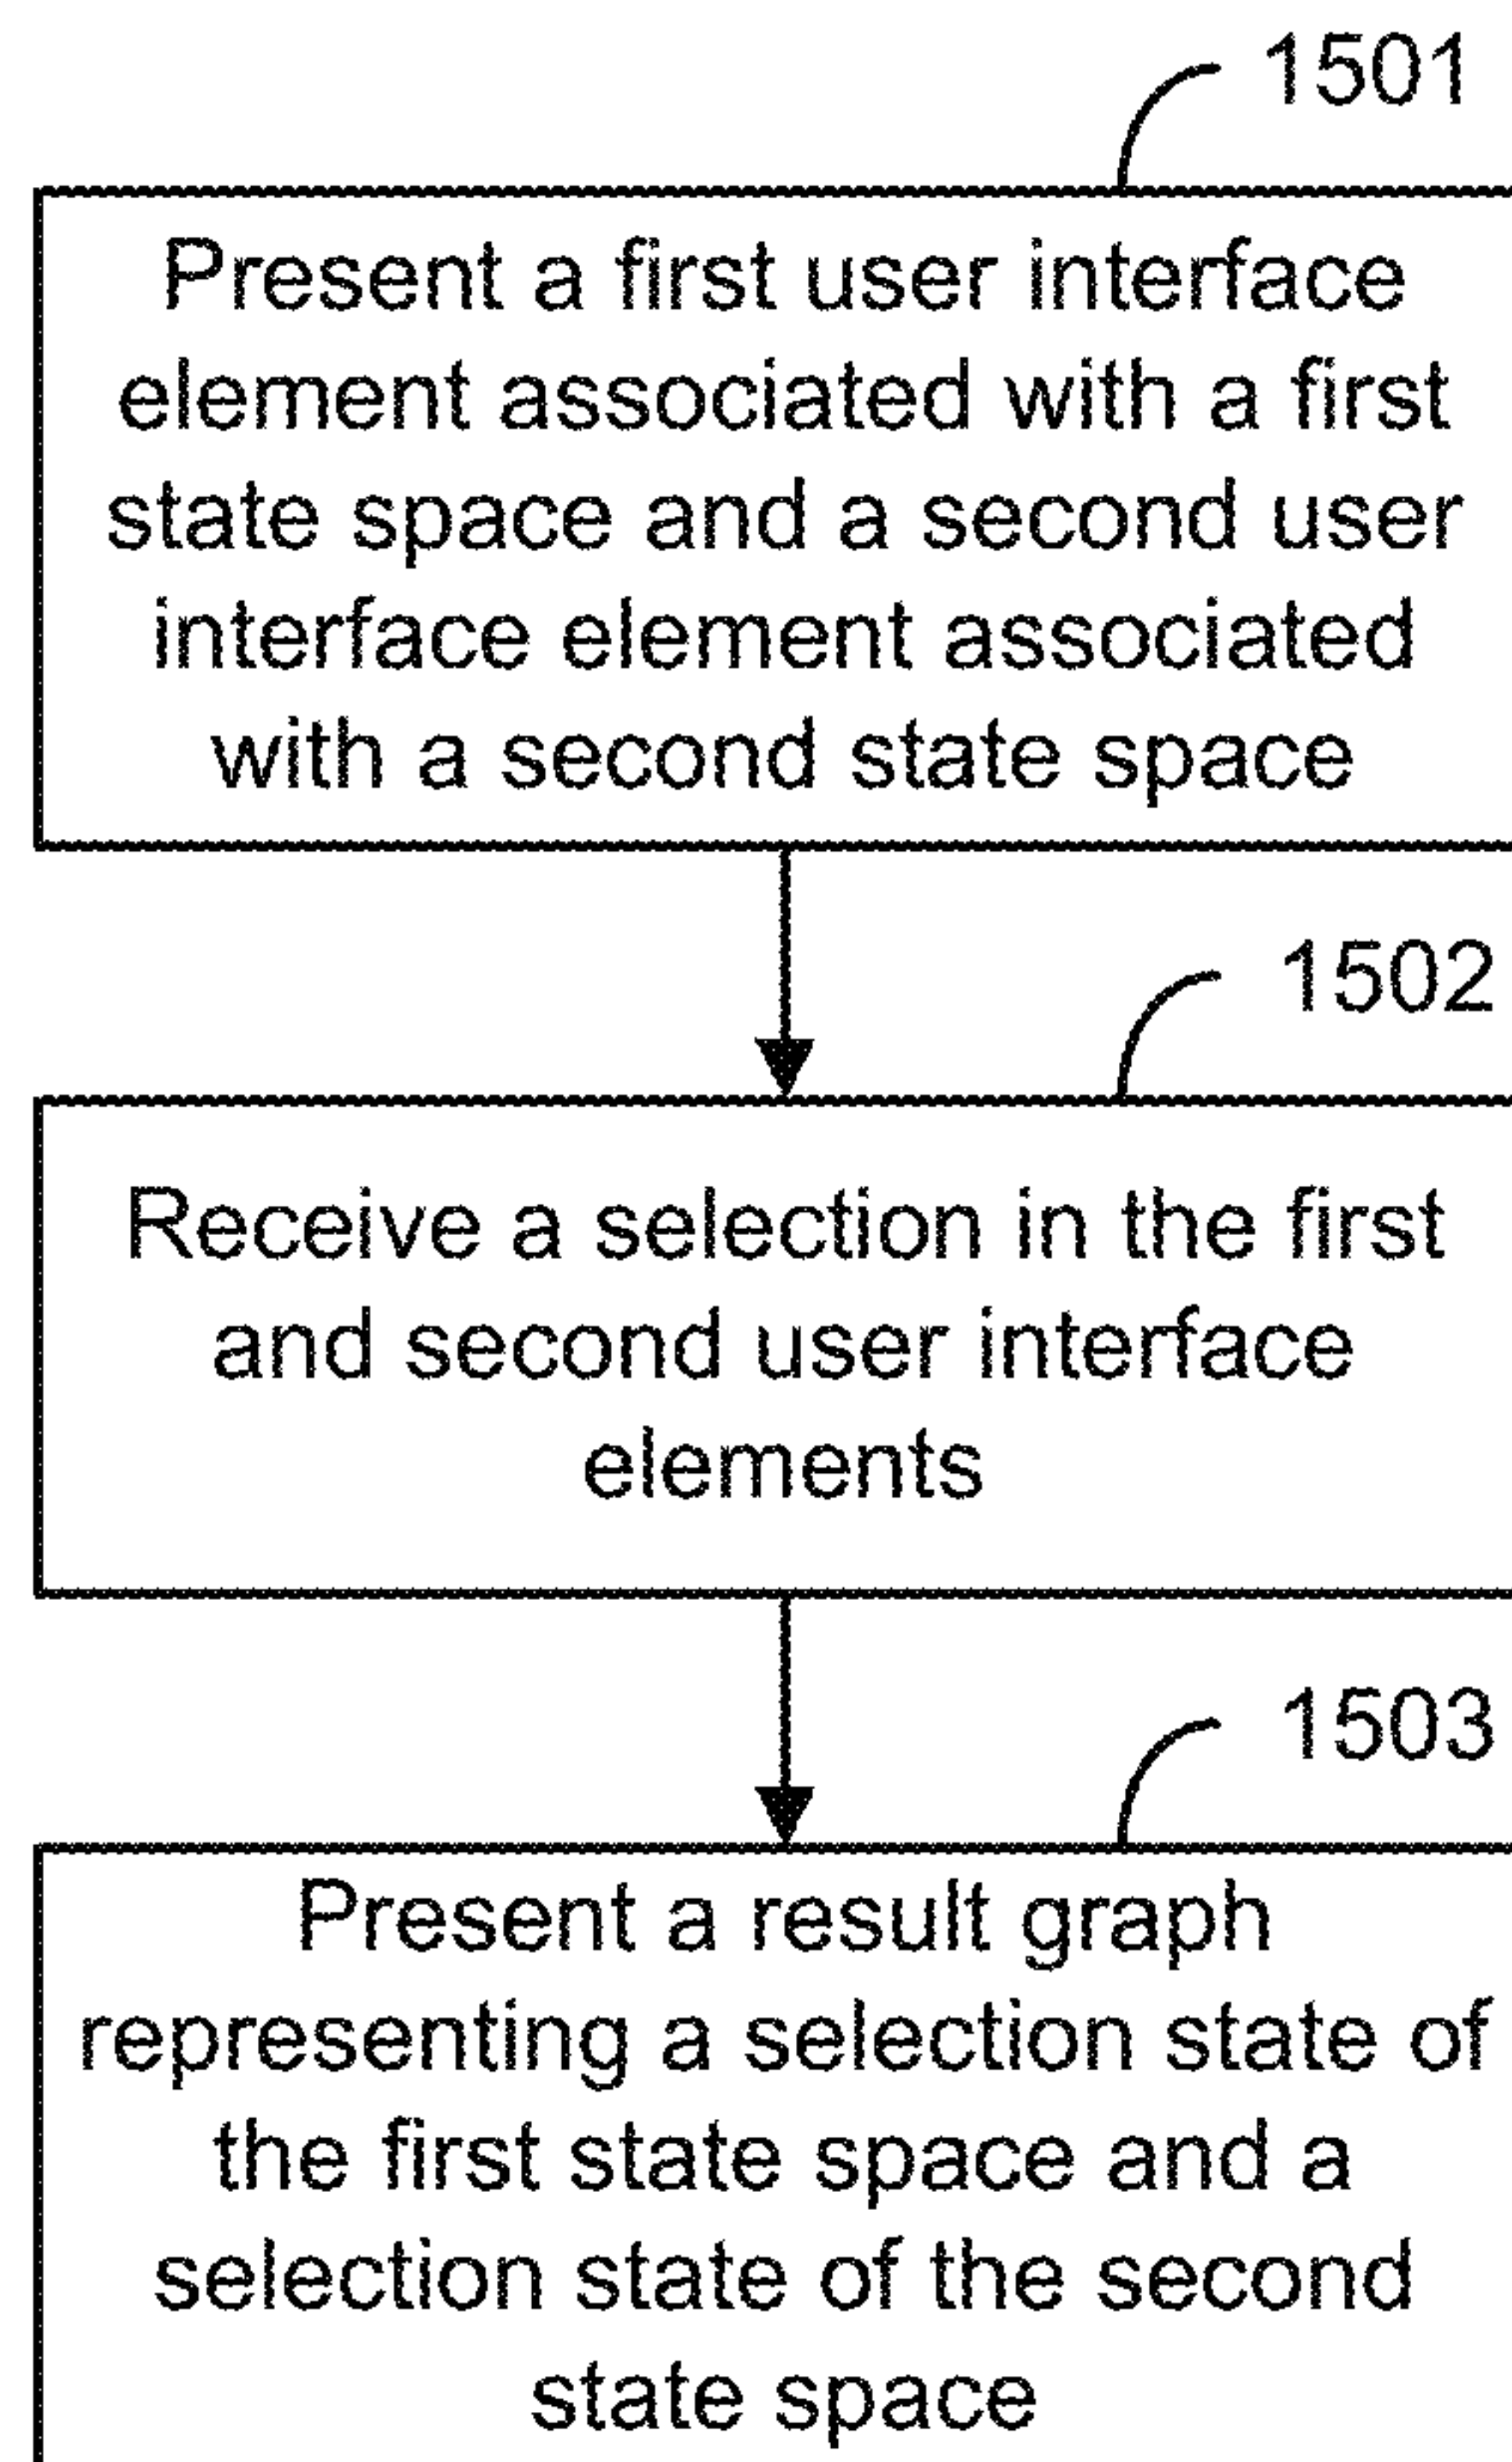 1501
Present a first user interface
element associated with a first
state space and a second user
interface element associated
with a second state space
1502
Receive a selection in the first
and second user interface
elements
1503
Present a result graph
representing a selection state of
the first state space and a
selection state of the second
state space